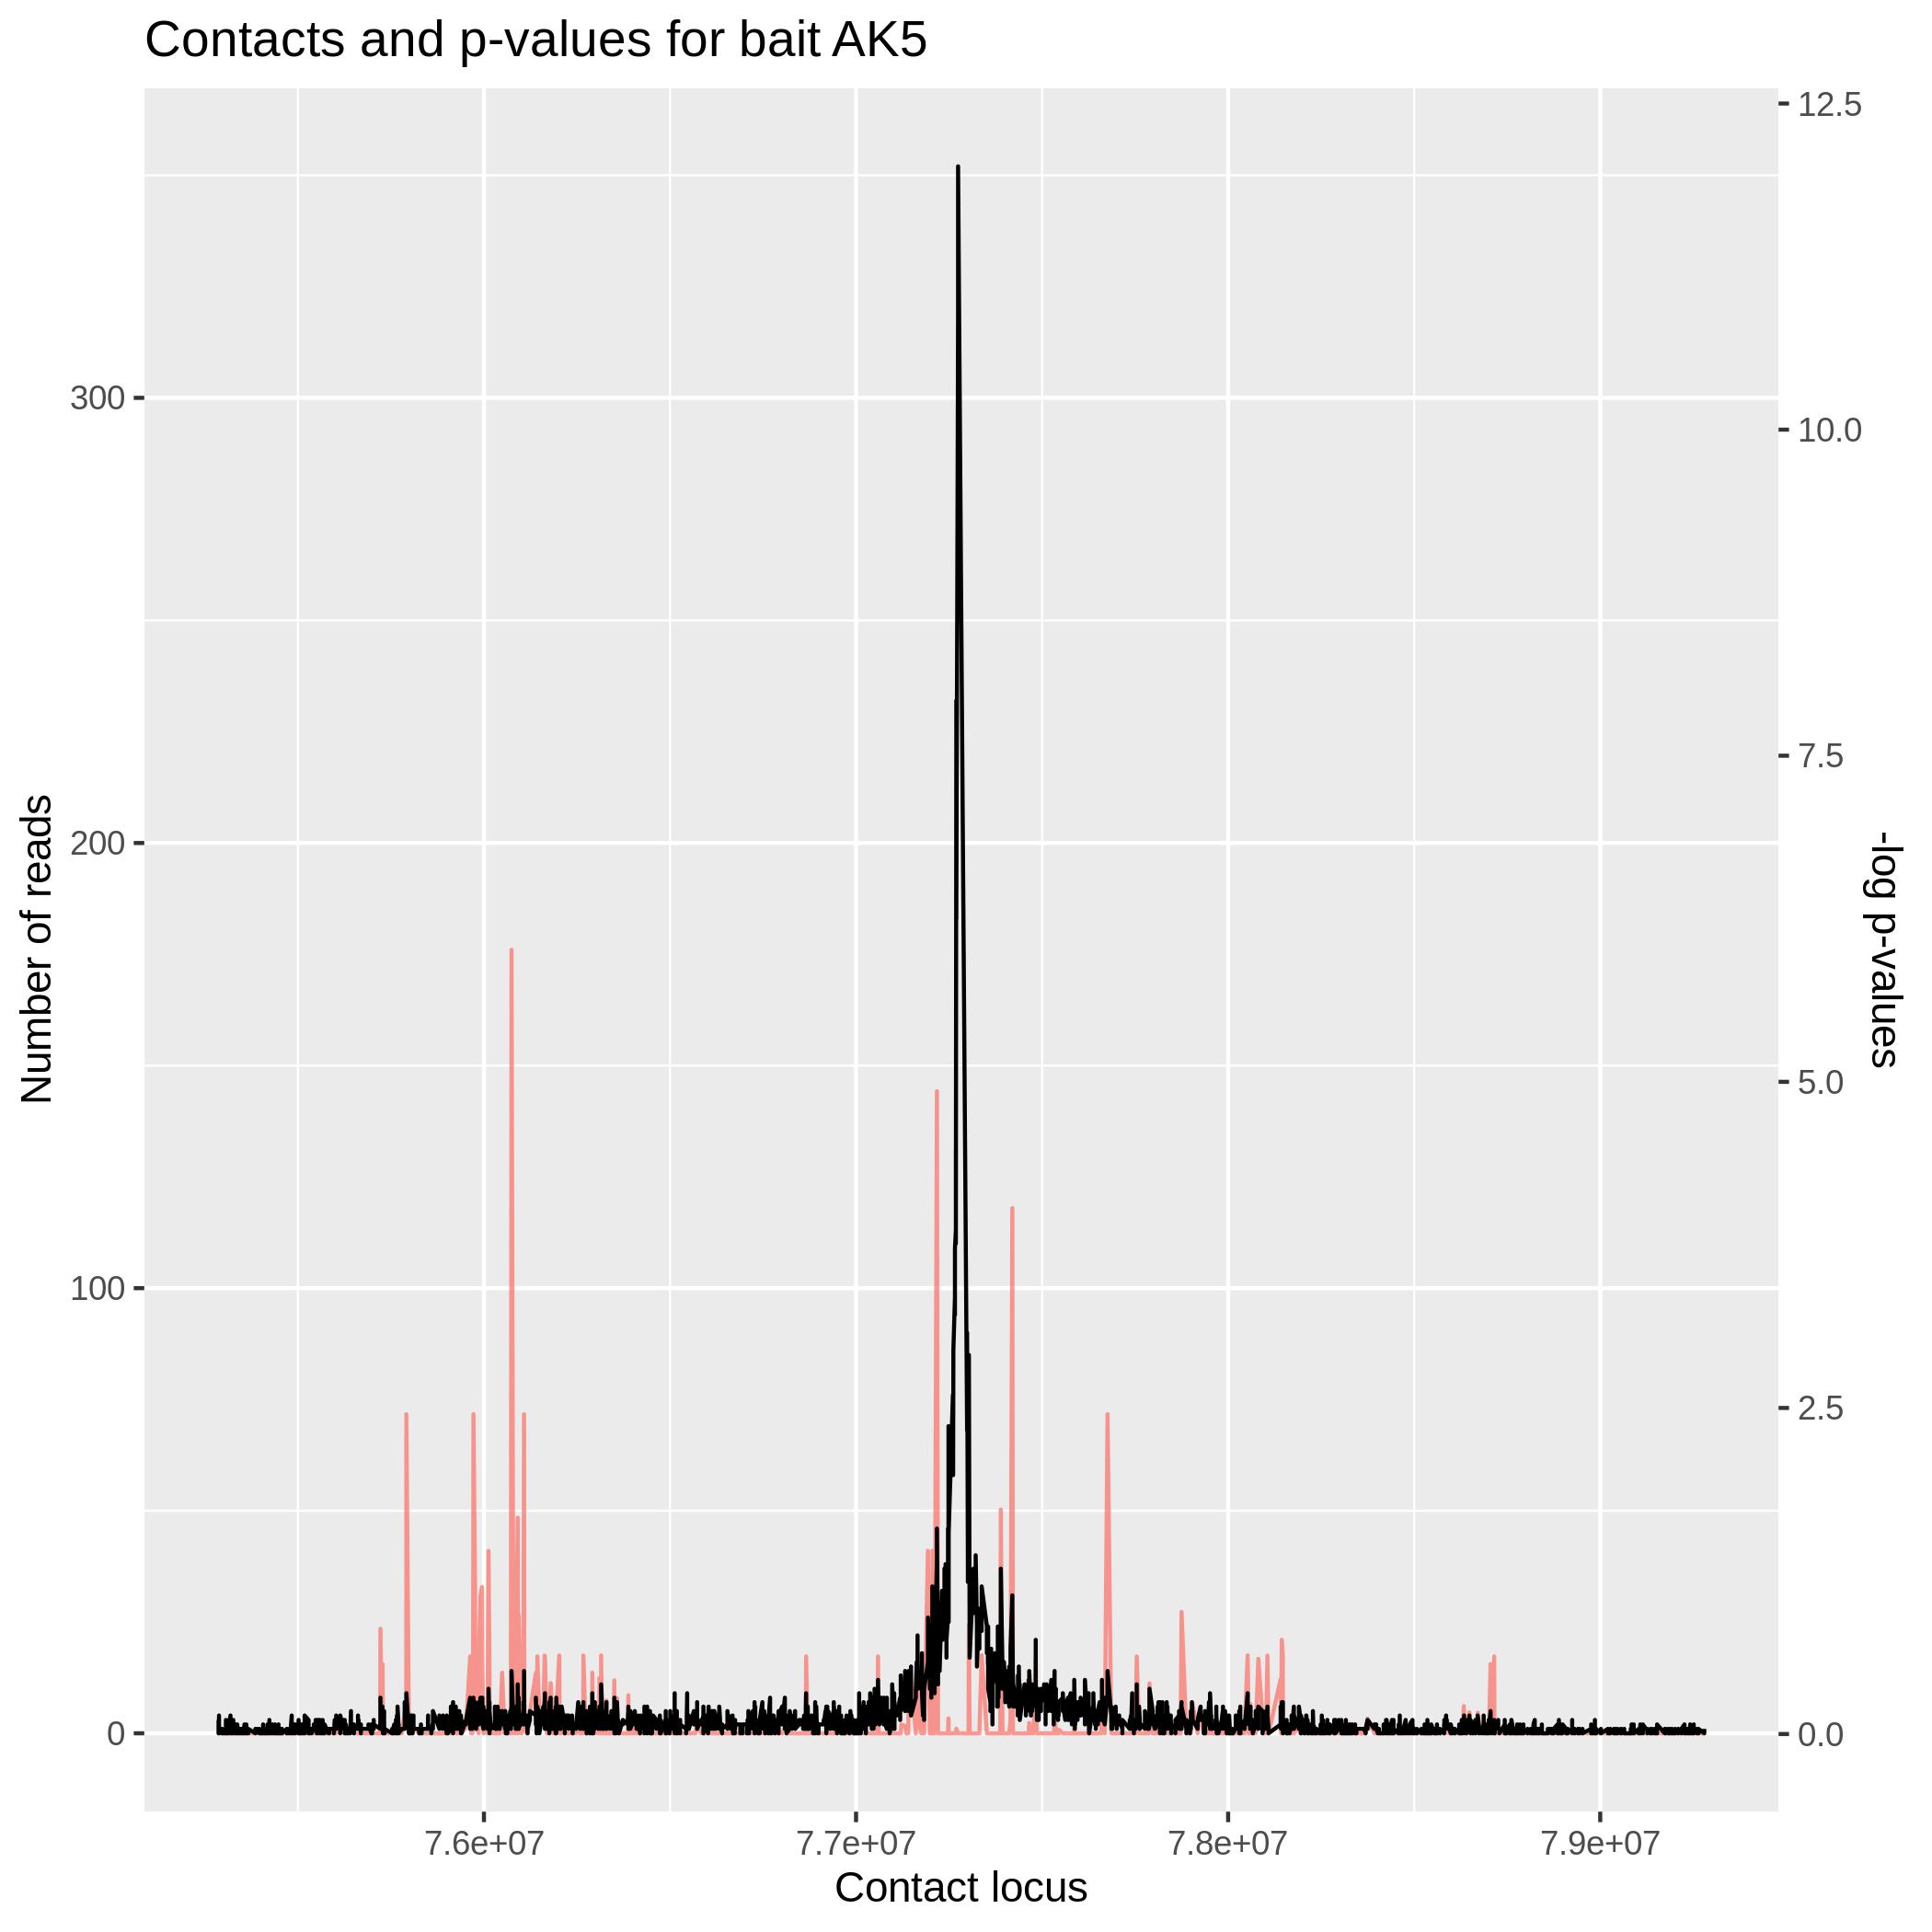 Contacts and p-values for bait AK5
Number of reads
300
200
100
0
12.5
10.0
7.5
5.0
2.5
0.0
-log p-values
7.6e+07 7.7e+07 7.8e+07 7.9e+07
Contact locus